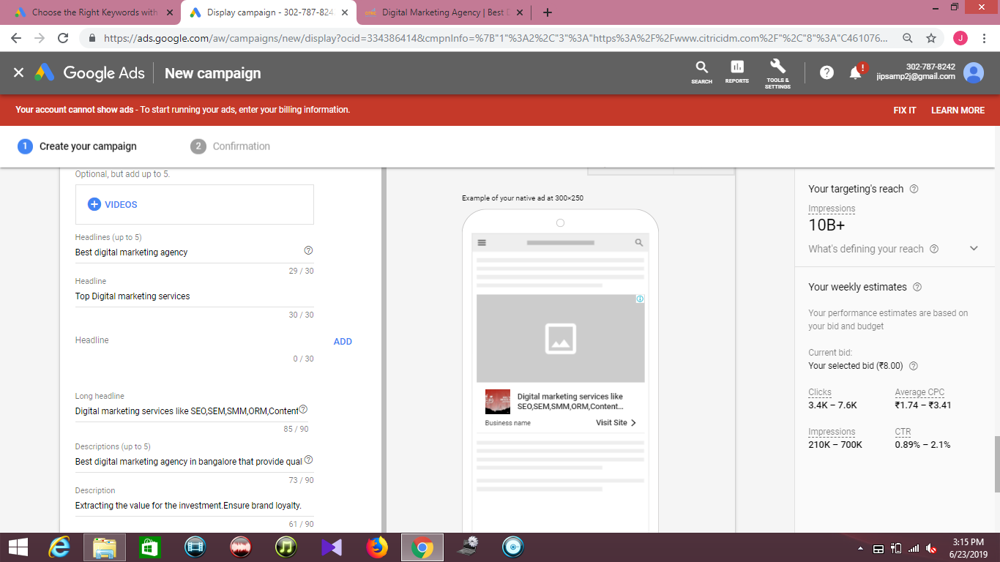 Choose the Right Keywords with
Display campaign - 302-787-824
Digital Marketing Agency | Best
https://ads.google.com/aw/campaigns/new/display?ocid=334386414&cmpnInfo=%7B"1"%3A2%2C"3"%3A"https%3A%2F%2Fwww.citricidm.com%2F"%2C"8"%3A"C461076...
J
Google Ads
New campaign
SEARCH
REPORTS
TOOLS &
SETTINGS
?
!
302-787-8242
jipsamp2j@gmail.com
Your account cannot show ads - To start running your ads, enter your billing information.
FIX IT
LEARN MORE
1 Create your campaign
2 Confirmation
Optional, but add up to 5.
VIDEOS
Headlines (up to 5)
Best digital marketing agency
29 / 30
Headline
Top Digital marketing services
30 / 30
Headline
ADD
0 / 30
Long headline
Digital marketing services like SEO,SEM,SMM,ORM,Content
85 / 90
Descriptions (up to 5)
Best digital marketing agency in bangalore that provide qual
73 / 90
Description
Extracting the value for the investment.Ensure brand loyalty.
61 / 90
Example of your native ad at 300×250
Digital marketing services like
SEO,SEM,SMM,ORM,Content...
Business name
Visit Site
Your targeting's reach
Impressions
10B+
What's defining your reach
Your weekly estimates
Your performance estimates are based on
your bid and budget
Current bid:
Your selected bid (₹8.00)
Clicks
3.4K – 7.6K
Average CPC
₹1.74 – ₹3.41
Impressions
210K – 700K
CTR
0.89% – 2.1%
3:15 PM
6/23/2019